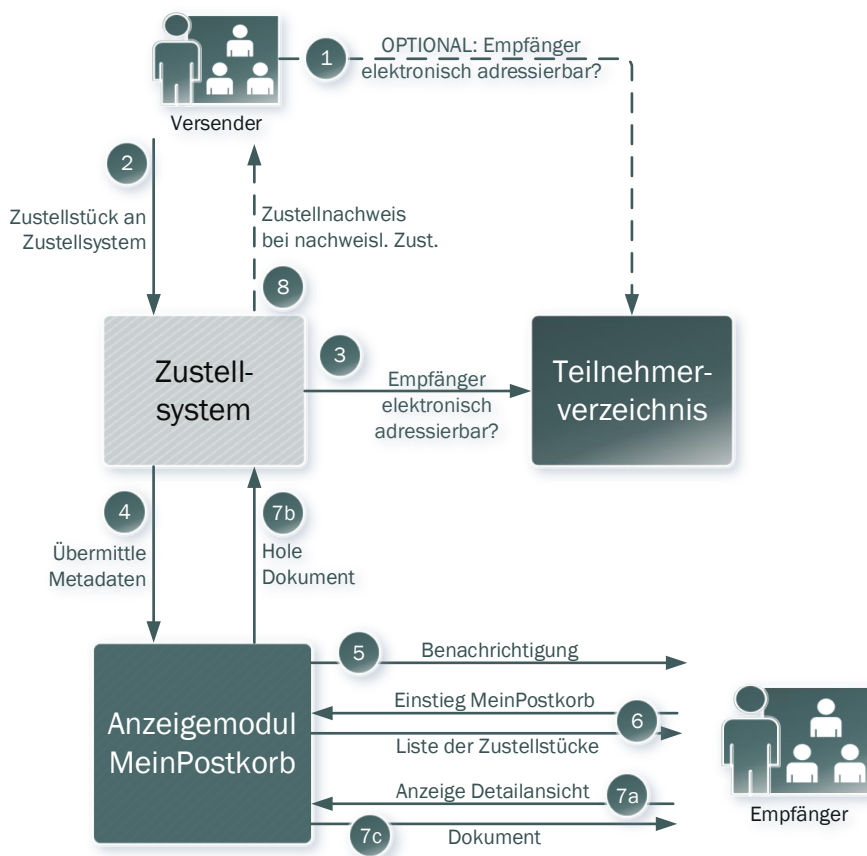 1
OPTIONAL: Empfänger
elektronisch adressierbar?
Versender
2
Zustellstück an
Zustellsystem
Zustellnachweis
bei nachweisl. Zust.
8
Zustell-
system
3
Empfänger
elektronisch
adressierbar?
Teilnehmer-
verzeichnis
4
Übermittle
Metadaten
7b
Hole
Dokument
Anzeigemodul
MeinPostkorb
5
Benachrichtigung
Einstieg MeinPostkorb
6
Liste der Zustellstücke
Anzeige Detailansicht
7a
7c
Dokument
Empfänger